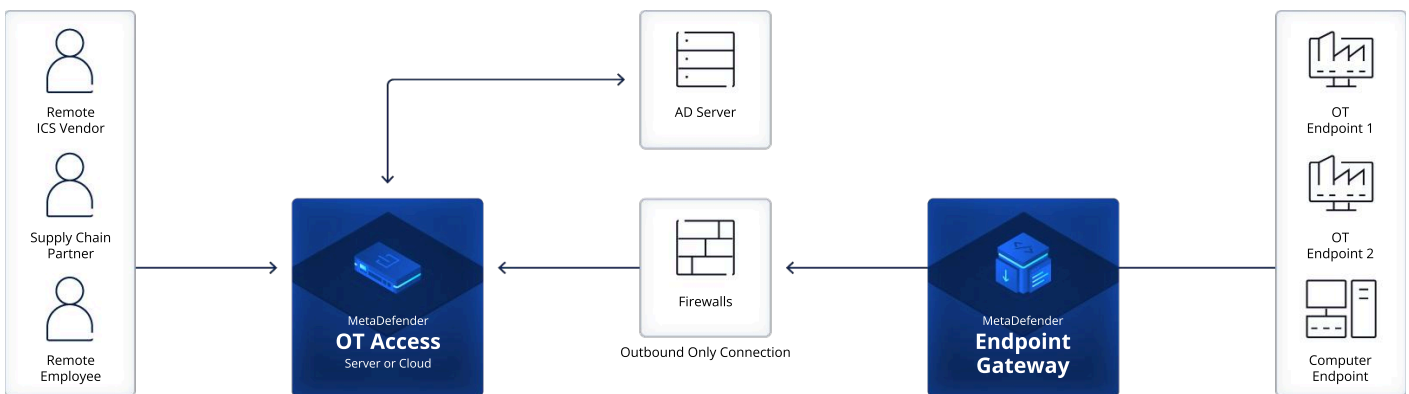 Remote
ICS Vendor
Supply Chain
Partner
Remote
Employee
AD Server
MetaDefender
OT Access
Server or Cloud
Firewalls
Outbound Only Connection
MetaDefender
Endpoint
Gateway
OT
Endpoint 1
OT
Endpoint 2
Computer
Endpoint